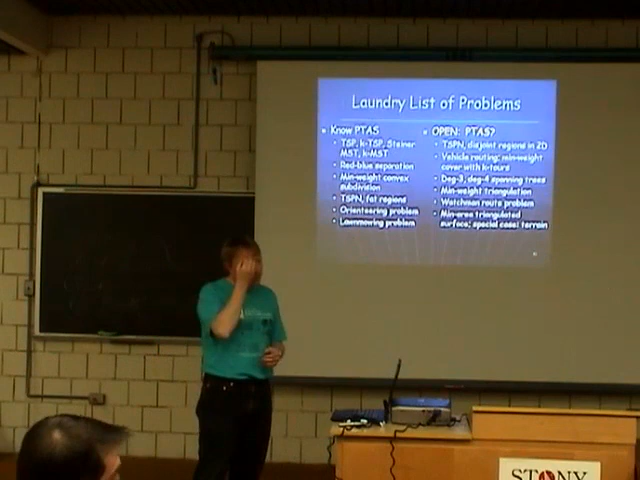 Laundry List of Problems
Know PTAS
TSP, k-TSP, Steiner
MST, k-MST
Red-blue separation
Min-weight convex
subdivision
TSPN, fat regions
Orienteering problem
Lawnmowing problem
OPEN: PTAS?
TSPN, disjoint regions in 2D
Vehicle routing; min-weight
cover with k-tours
Deg-3, deg-4 spanning trees
Min-weight triangulation
Watchman route problem
Min-area triangulated
surface; special case: terrain
STONY